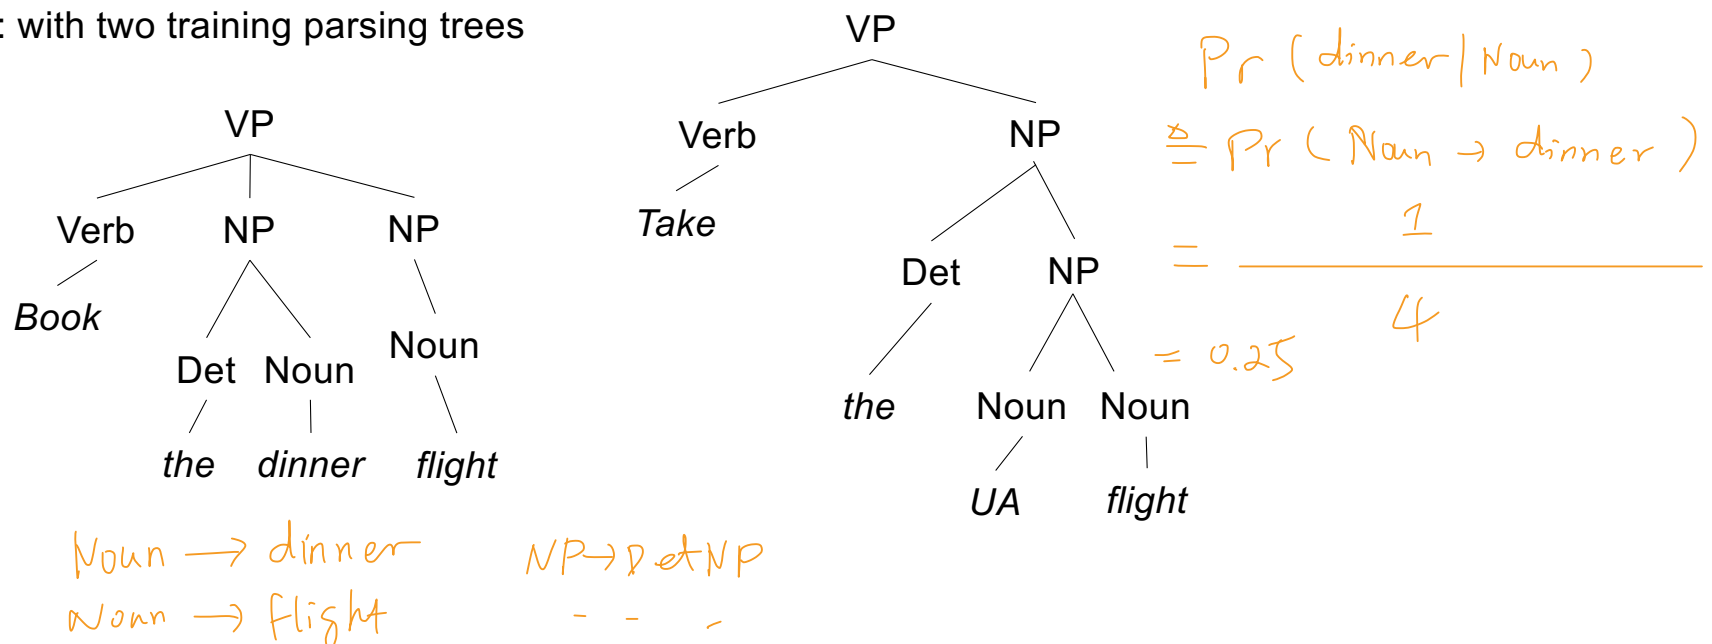 : with two training parsing trees
VP
Verb NP NP
Book
Det Noun Noun
the dinner flight
VP
Verb NP
Take
Det NP
the Noun Noun
UA flight
Pr (dinner | Noun)
≜ Pr (Noun → dinner)
= 1
4
= 0.25
Noun → dinner NP → Det NP
Noun → flight - - -